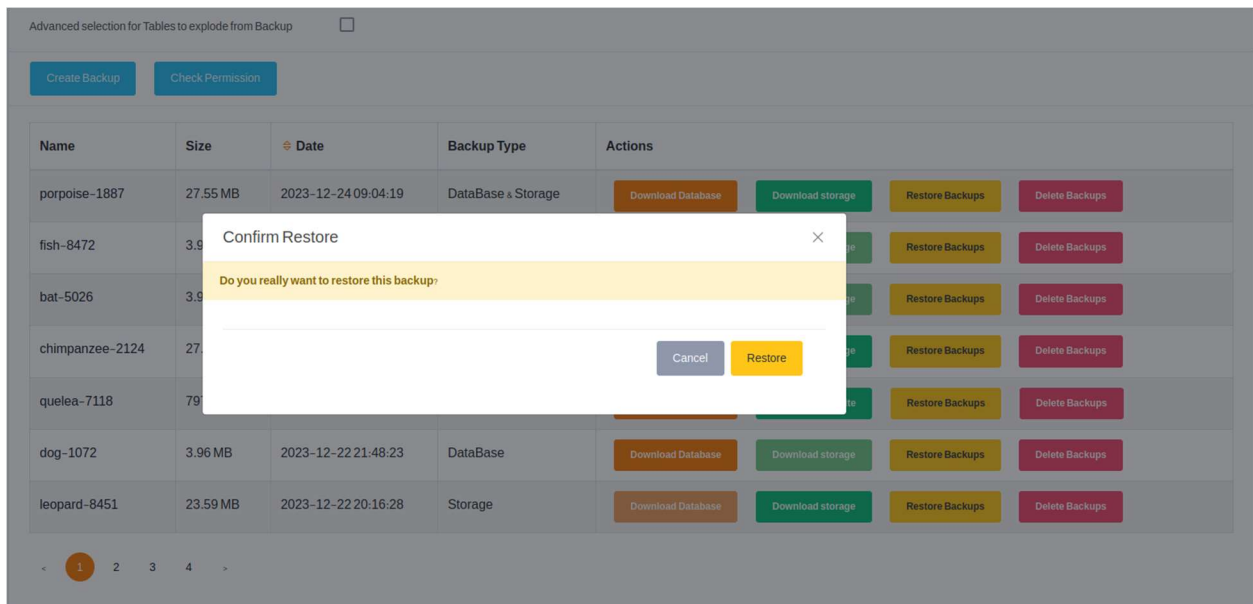 Advanced selection for Tables to explode from Backup
Create Backup Check Permission
Name Size Date Backup Type Actions
porpoise-1887 27.55 MB 2023-12-24 09:04:19 DataBase & Storage Download Database Download storage Restore Backups Delete Backups
Confirm Restore
fish-8472 3.9 Restore Backups Delete Backups
Do you really want to restore this backup?
bat-5026 3.9 Restore Backups Delete Backups
chimpanzee-2124 27. Restore Backups Delete Backups
Cancel Restore
quelea-7118 797 Restore Backups Delete Backups
dog-1072 3.96 MB 2023-12-22 21:48:23 DataBase Download Database Download storage Restore Backups Delete Backups
leopard-8451 23.59 MB 2023-12-22 20:16:28 Storage Download Database Download storage Restore Backups Delete Backups
< 1 2 3 4 >